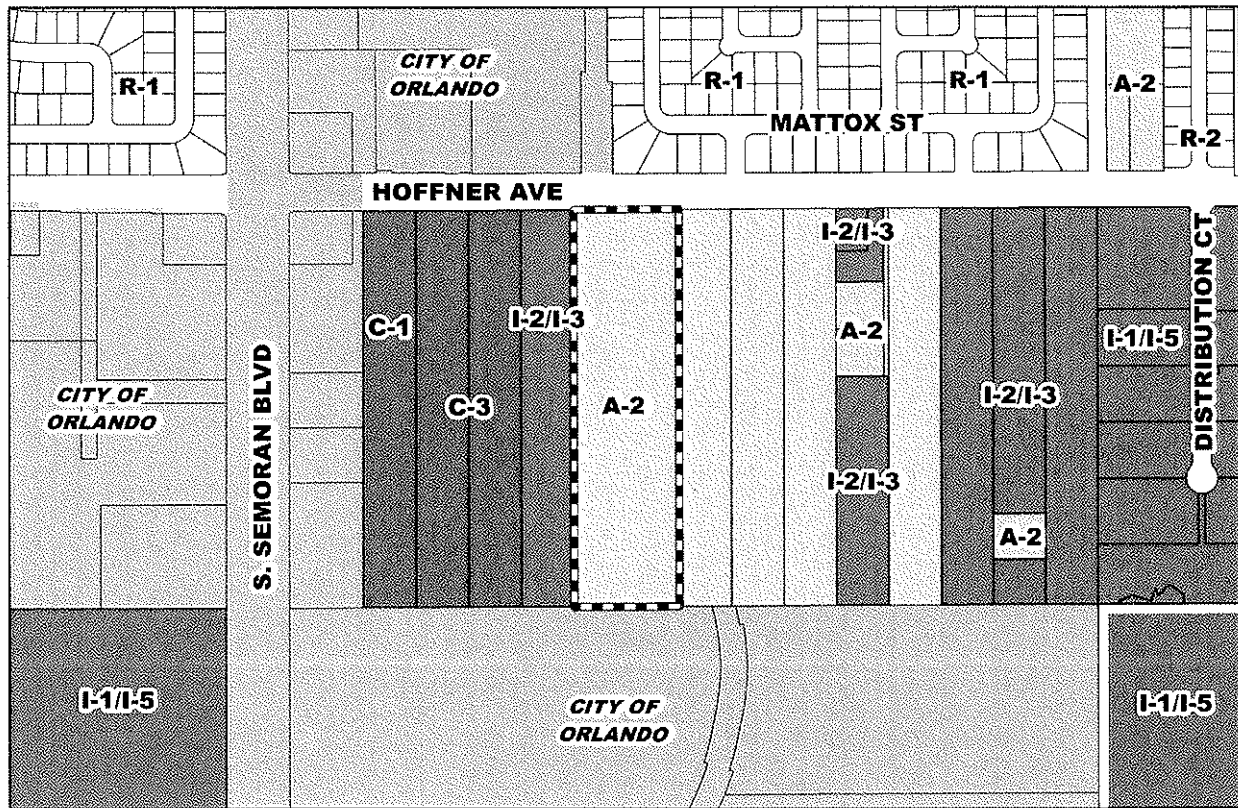 CITY OF
ORLANDO
R-1
R-1
R-1
A-2
MATTOX ST
R-2
HOFFNER AVE
I-2/I-3
C-1
I-2/I-3
A-2
I-1/I-5
DISTRIBUTION CT
CITY OF
ORLANDO
S. SEMORAN BLVD
C-3
A-2
I-2/I-3
I-2/I-3
A-2
I-1/I-5
CITY OF
ORLANDO
I-1/I-5